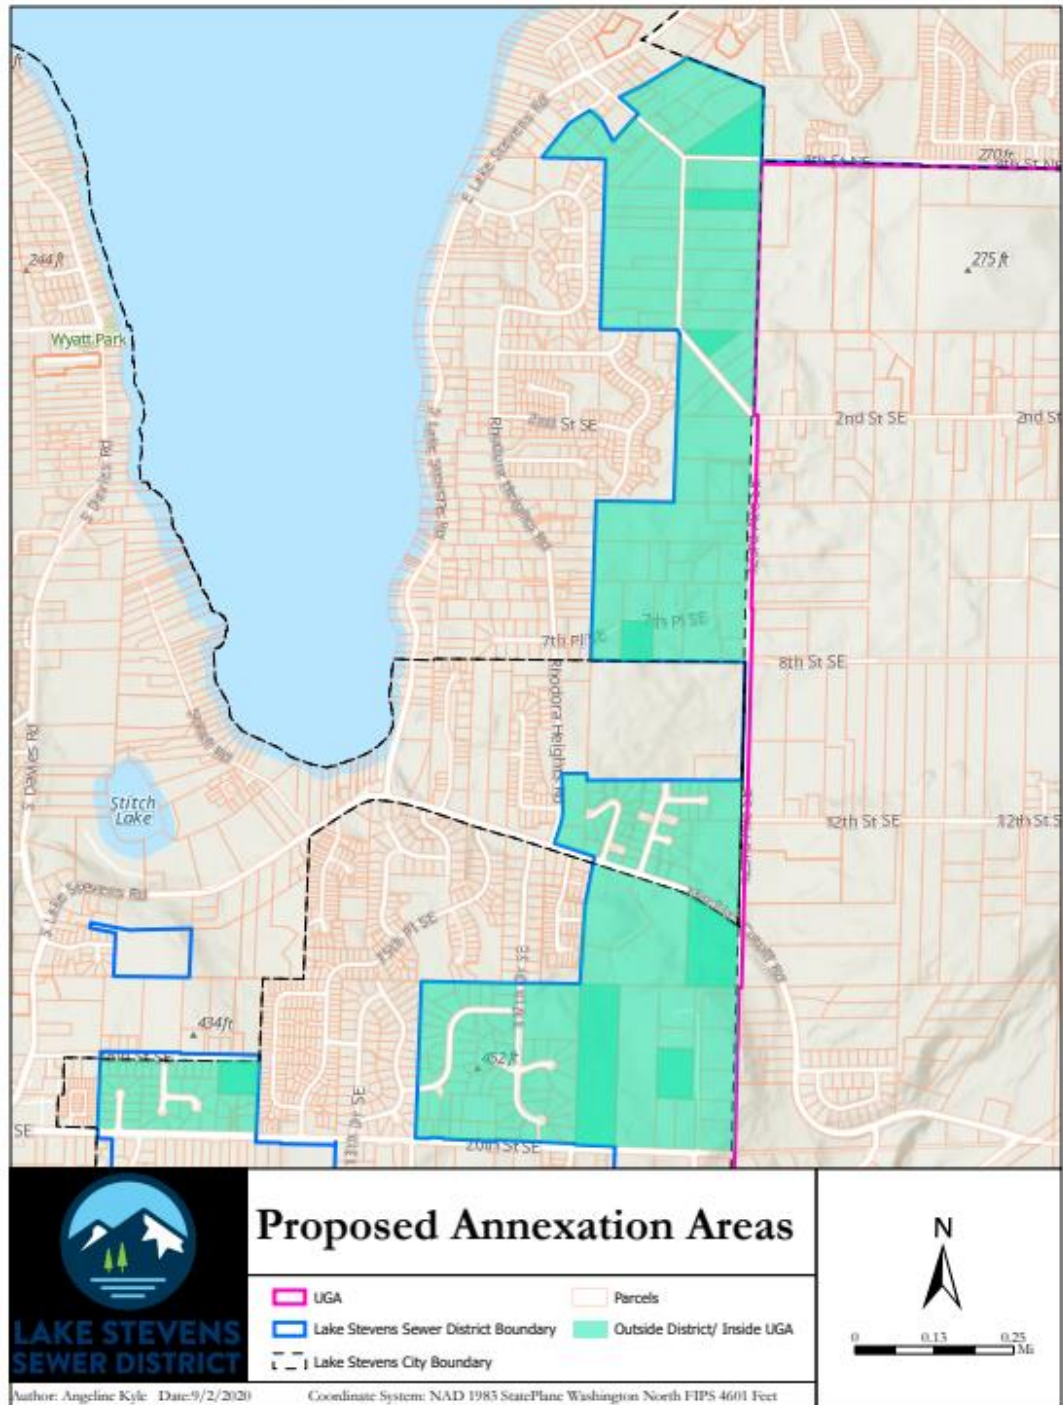 ft
S Lake Stevens Rd
270 ft
244 ft
275 ft
Wyatt Park
2nd St SE
2nd St SE
2nd St
S Davies Rd
S Lake Stevens Rd
Rhodora Heights Rd
7th Pl SE
7th Pl SE
8th St SE
Rhodora Heights Rd
S Davies Rd
Stitch
Lake
12th St SE
12th St S
S Lake Stevens Rd
15th Pl SE
434 ft
452 ft
SE
20th St SE
Proposed Annexation Areas
UGA
Parcels
Lake Stevens Sewer District Boundary
Outside District/ Inside UGA
Lake Stevens City Boundary
N
0 0.13 0.25
Mi
LAKE STEVENS
SEWER DISTRICT
Author: Angeline Kyle Date:9/2/2020
Coordinate System: NAD 1983 StatePlane Washington North FIPS 4601 Feet